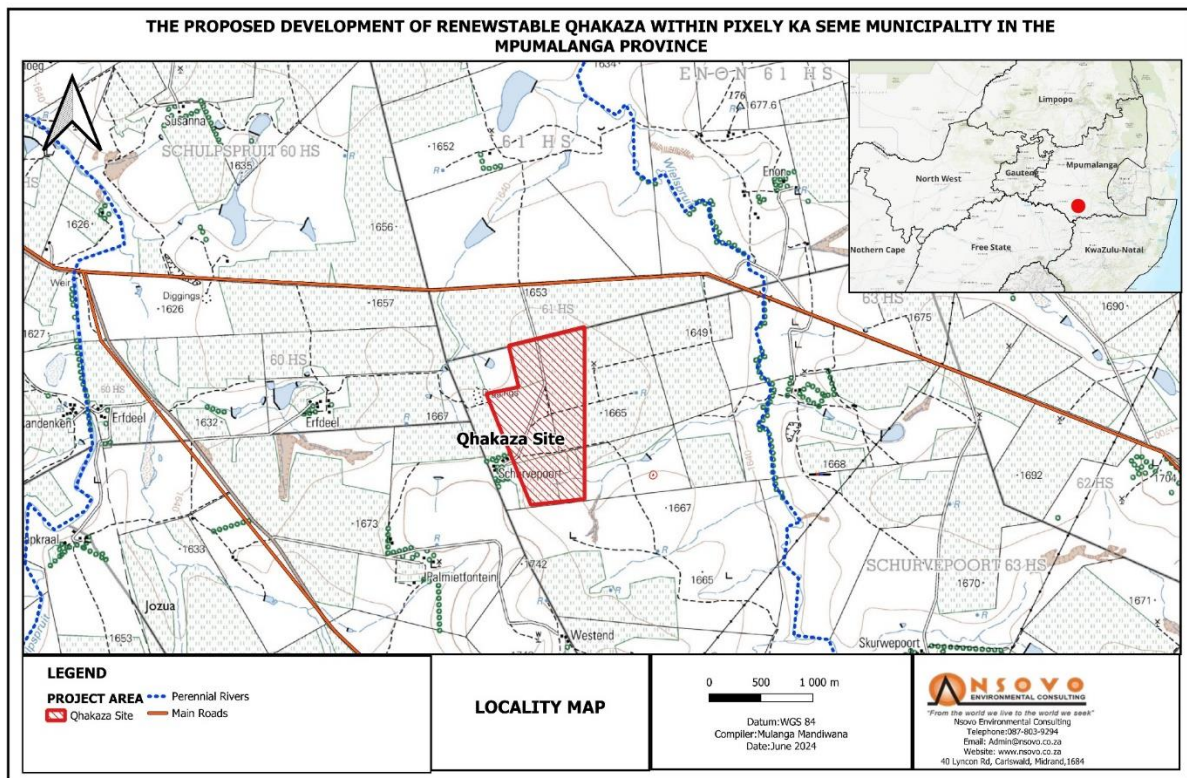 THE PROPOSED DEVELOPMENT OF RENEWSTABLE QHAKAZA WITHIN PIXELY KA SEME MUNICIPALITY IN THE
MPUMALANGA PROVINCE
1634
ENON 61 HS
176
1677.6
Susanna
SCHULPSPRUIT 60 HS
1635
1652
61 HS
Enon
1626
1656
Weir
Diggings
1626
1657
1653
61 HS
1627
60 HS
1649
63 HS
1675
1690
Erfdeel
1632
Erfdeel
1667
1665
Qhakaza Site
Schurvepoort
1668
1692
62 HS
1704
1673
1667
1633
1742
Palmietfontein
1665
SCHURVEPOORT 63 HS
1670
1671
Jozua
1653
Westend
Skurwepoort
Limpopo
Mpumalanga
Gauteng
North West
Free State
KwaZulu-Natal
Nothern Cape
LEGEND
PROJECT AREA
Perennial Rivers
Qhakaza Site
Main Roads
LOCALITY MAP
0 500 1 000 m
Datum:WGS 84
Compiler:Mulanga Mandiwana
Date:June 2024
NSOVO
ENVIRONMENTAL CONSULTING
"From the world we live to the world we seek"
Nsovo Environmental Consulting
Telephone:087-803-9294
Email: Admin@nsovo.co.za
Website: www.nsovo.co.za
40 Lyncon Rd, Carlswald, Midrand,1684